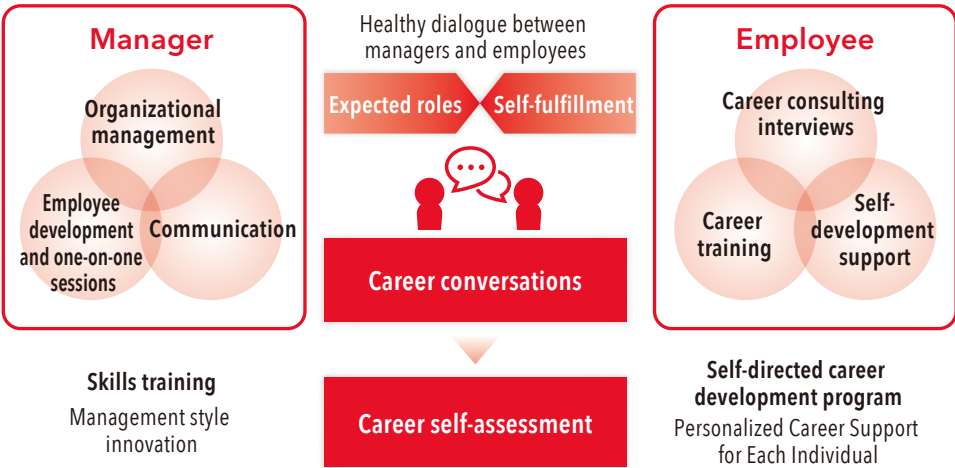 Manager
Organizational
management
Employee
development
and one-on-one
sessions
Communication
Skills training
Management style
innovation
Healthy dialogue between
managers and employees
Expected roles
Self-fulfillment
Career conversations
Career self-assessment
Employee
Career consulting
interviews
Career
training
Self-
development
support
Self-directed career
development program
Personalized Career Support
for Each Individual